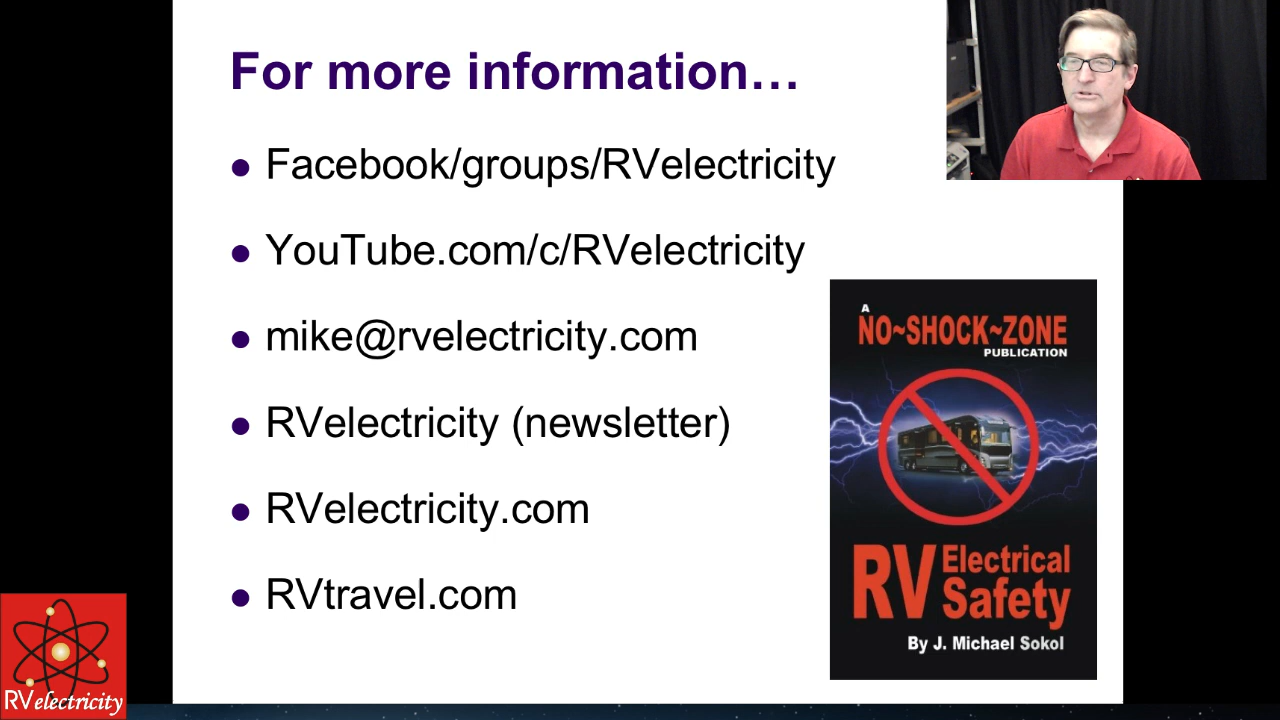 For more information…
Facebook/groups/RVelectricity
YouTube.com/c/RVelectricity
mike@rvelectricity.com
RVelectricity (newsletter)
RVelectricity.com
RVtravel.com
A
NO~SHOCK~ZONE
PUBLICATION
RV Electrical
Safety
By J. Michael Sokol
RVelectricity